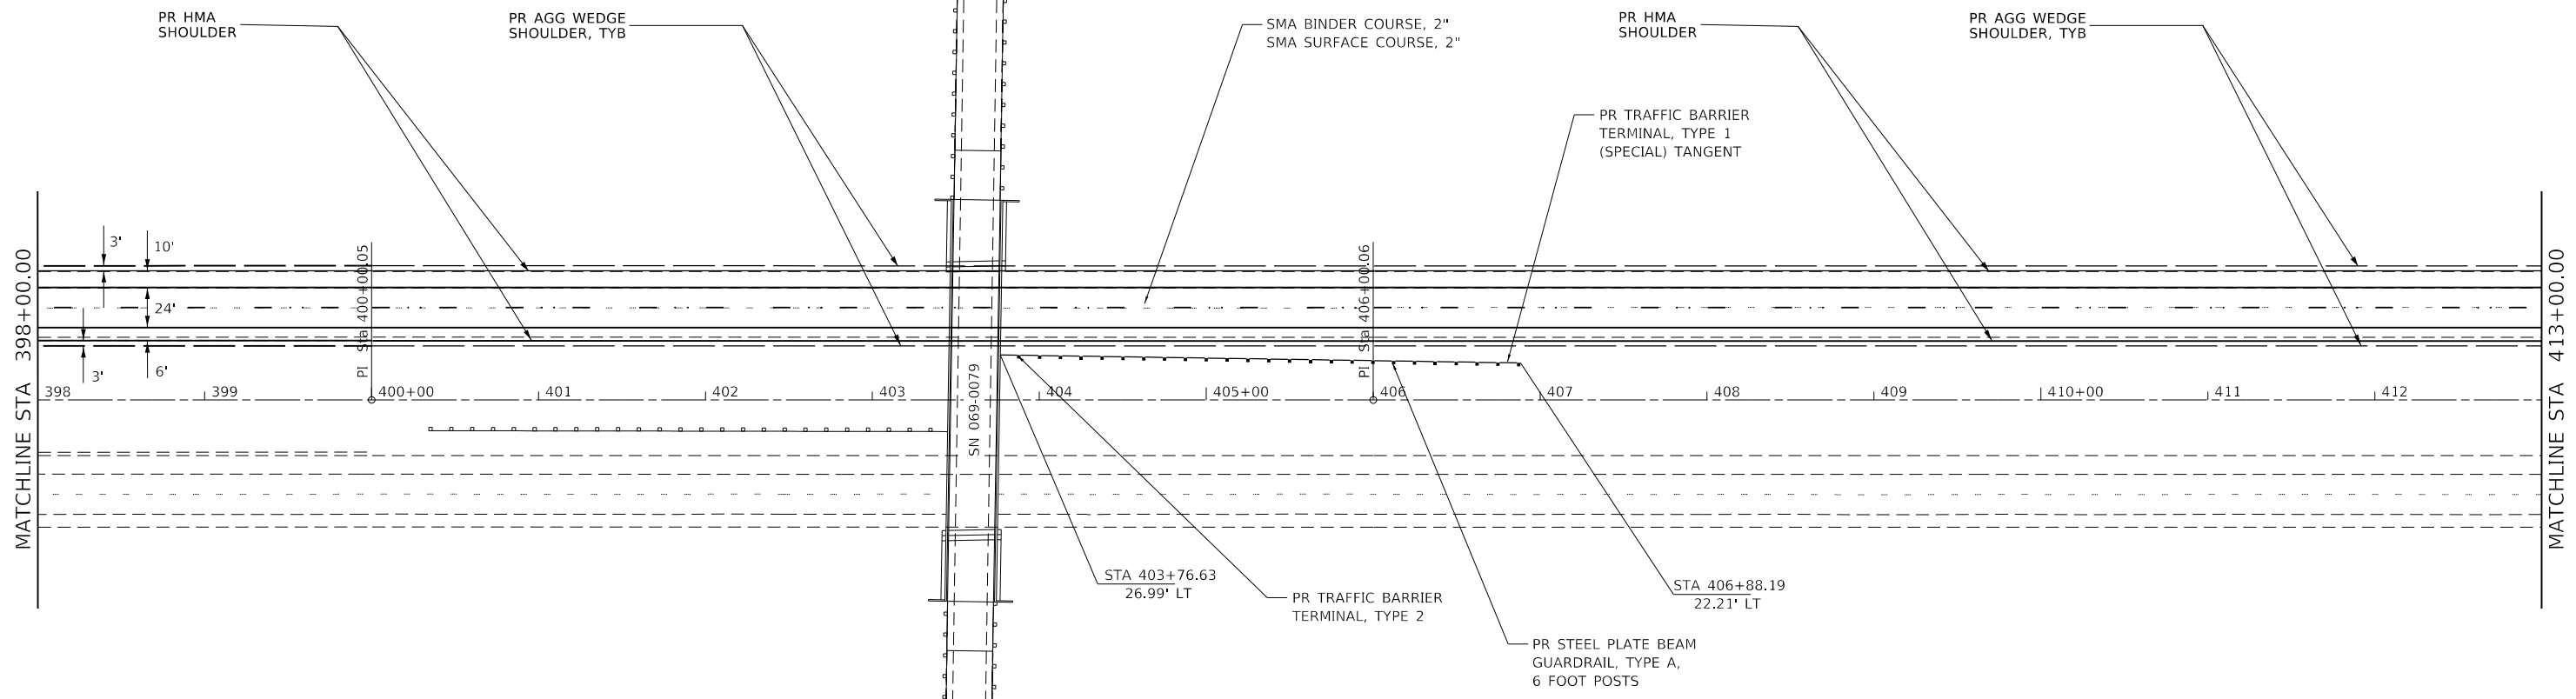 PR HMA
SHOULDER
PR AGG WEDGE
SHOULDER, TYB
SMA BINDER COURSE, 2"
SMA SURFACE COURSE, 2"
PR HMA
SHOULDER
PR AGG WEDGE
SHOULDER, TYB
PR TRAFFIC BARRIER
TERMINAL, TYPE 1
(SPECIAL) TANGENT
MATCHLINE STA 398+00.00
3'
10'
24'
3'
6'
PI Sta 400+00.05
PI Sta 406+00.06
MATCHLINE STA 413+00.00
398
399
400+00
401
402
403
404
405+00
406
407
408
409
410+00
411
412
SN 069-0079
STA 403+76.63
26.99' LT
PR TRAFFIC BARRIER
TERMINAL, TYPE 2
STA 406+88.19
22.21' LT
PR STEEL PLATE BEAM
GUARDRAIL, TYPE A,
6 FOOT POSTS